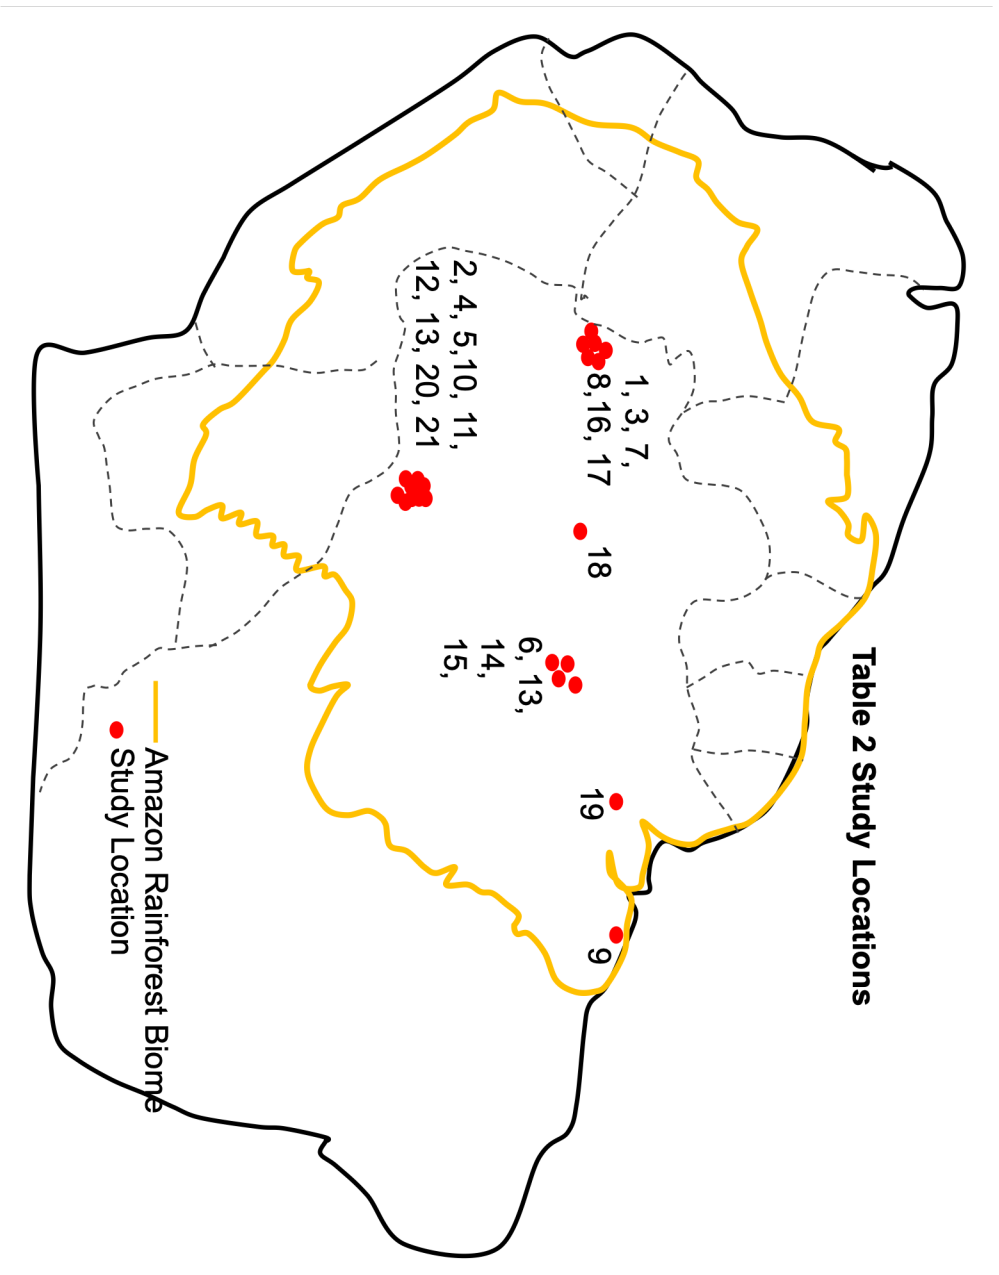 Table 2 Study Locations
1, 3, 7,
8,16, 17
18
19
9
6, 13,
14,
15,
2, 4, 5,10, 11,
12, 13, 20, 21
Amazon Rainforest Biome
Study Location